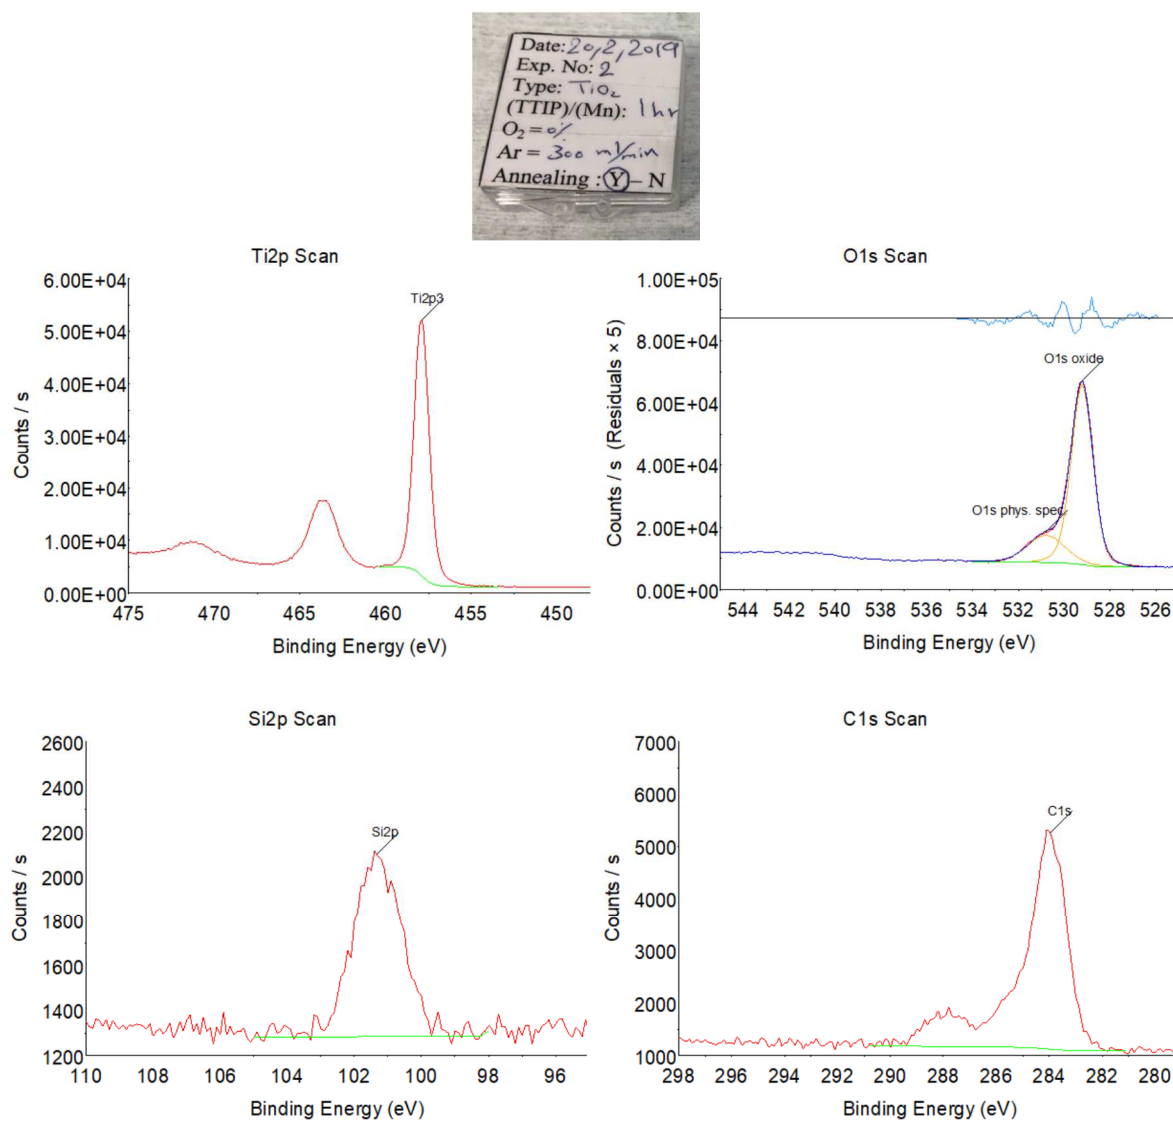 Date: 20,2,2019
Exp. No: 2
Type: TiO₂
(TTIP)/(Mn): 1hr
O₂ = 0%
Ar = 300 ml/min
Annealing : Y – N
Ti2p Scan
6.00E+04
5.00E+04
4.00E+04
3.00E+04
2.00E+04
1.00E+04
0.00E+00
Counts / s
Ti2p3
475 470 465 460 455 450
Binding Energy (eV)
O1s Scan
1.00E+05
8.00E+04
6.00E+04
4.00E+04
2.00E+04
0.00E+00
Counts / s (Residuals × 5)
O1s oxide
O1s phys. spec
544 542 540 538 536 534 532 530 528 526
Binding Energy (eV)
Si2p Scan
2600
2400
2200
2000
1800
1600
1400
1200
Counts / s
Si2p
110 108 106 104 102 100 98 96
Binding Energy (eV)
C1s Scan
7000
6000
5000
4000
3000
2000
1000
Counts / s
C1s
298 296 294 292 290 288 286 284 282 280
Binding Energy (eV)